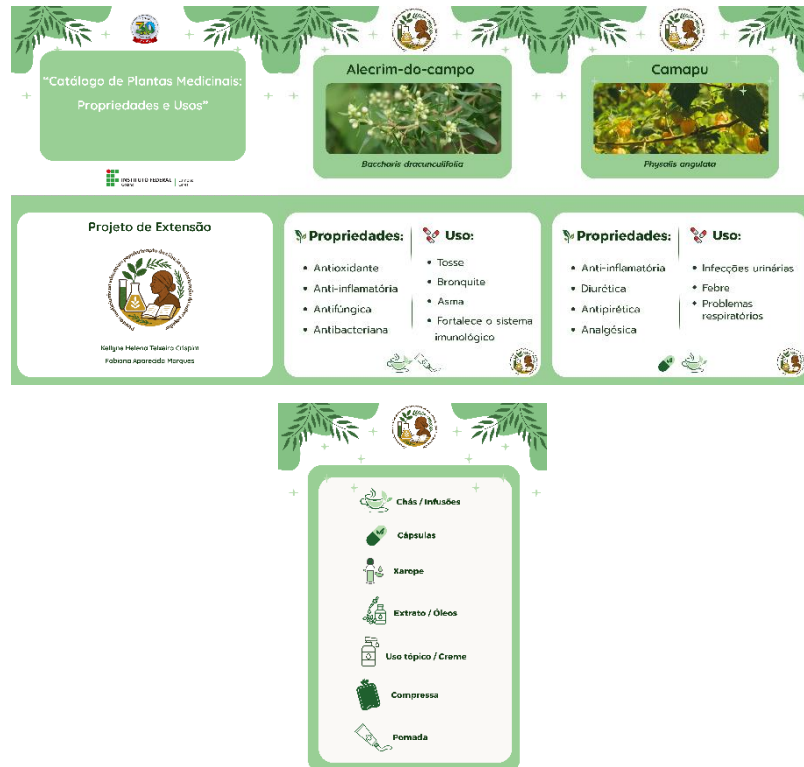 "Catálogo de Plantas Medicinais:
Propriedades e Usos"
INSTITUTO FEDERAL
Projeto de Extensão
Kellyne Helena Teixeira Crispim
Fabiana Aparecida Marques
Alecrim-do-campo
Baccharis dracunculifolia
Propriedades:
Antioxidante
Anti-inflamatória
Antifúngica
Antibacteriana
Uso:
Tosse
Bronquite
Asma
Fortalece o sistema
imunológico
Camapu
Physalis angulata
Propriedades:
Anti-inflamatória
Diurética
Antipirética
Analgésica
Uso:
Infecções urinárias
Febre
Problemas
respiratórios
Chás / Infusões
Cápsulas
Xarope
Extrato / Óleos
Uso tópico / Creme
Compressa
Pomada